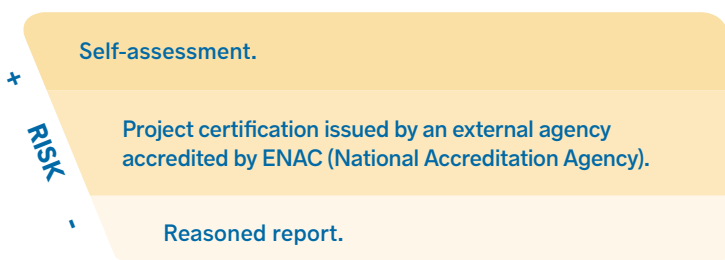 Self-assessment.
+
RISK
-
Project certification issued by an external agency
accredited by ENAC (National Accreditation Agency).
Reasoned report.